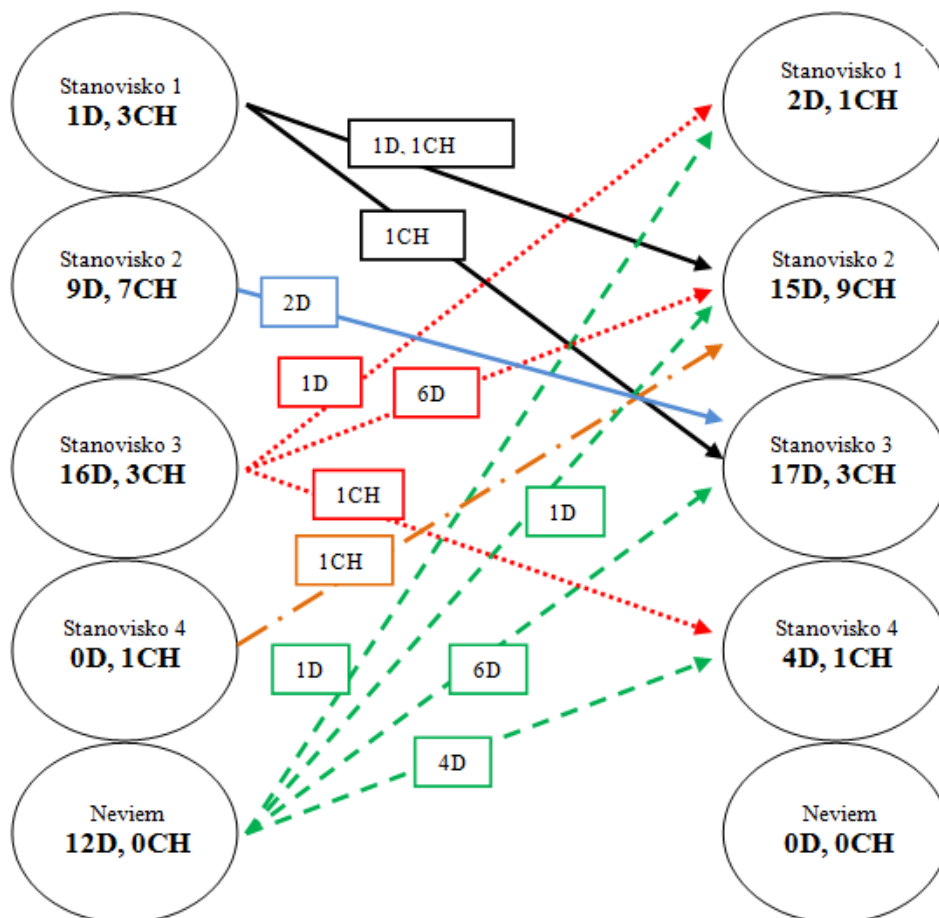 Stanovisko 1
1D, 3CH
Stanovisko 1
2D, 1CH
1D, 1CH
1CH
Stanovisko 2
9D, 7CH
Stanovisko 2
15D, 9CH
2D
1D
6D
Stanovisko 3
16D, 3CH
Stanovisko 3
17D, 3CH
1CH
1D
1CH
Stanovisko 4
0D, 1CH
Stanovisko 4
4D, 1CH
1D
6D
4D
Neviem
12D, 0CH
Neviem
0D, 0CH